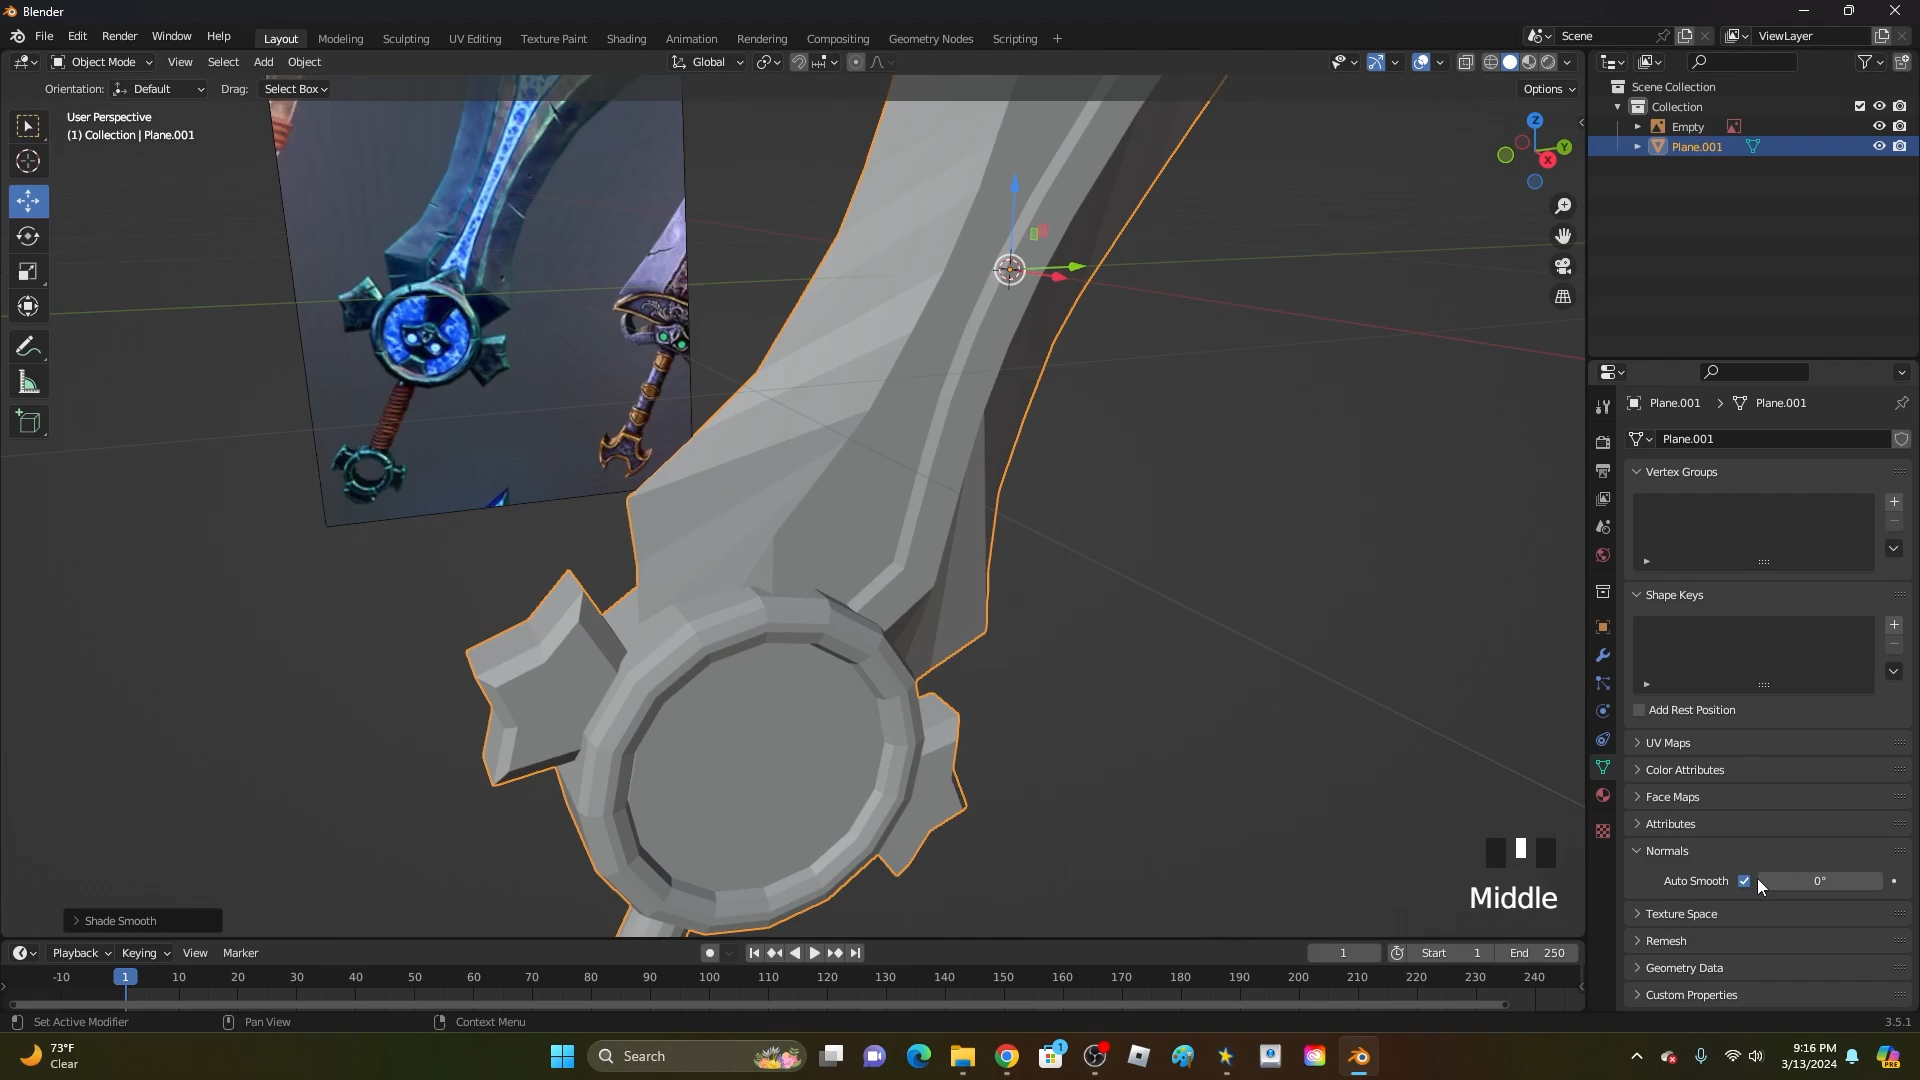 Blender
File Edit Render Window Help Layout Modeling Sculpting UV Editing Texture Paint Shading Animation Rendering Compositing Geometry Nodes Scripting + Scene ViewLayer
Object Mode View Select Add Object Global
Orientation: Default Drag: Select Box Options
User Perspective
(1) Collection | Plane.001
Z
Y
X
Scene Collection
Collection
Empty
Plane.001
Plane.001 > Plane.001
Plane.001
Vertex Groups
Shape Keys
Add Rest Position
UV Maps
Color Attributes
Face Maps
Attributes
Normals
Auto Smooth 0°
Texture Space
Remesh
Geometry Data
Custom Properties
Middle
> Shade Smooth
Playback Keying View Marker 1 Start 1 End 250
-10 1 10 20 30 40 50 60 70 80 90 100 110 120 130 140 150 160 170 180 190 200 210 220 230 240
Set Active Modifier Pan View Context Menu 3.5.1
73°F
Clear
Search
1
9:16 PM
3/13/2024
PRE